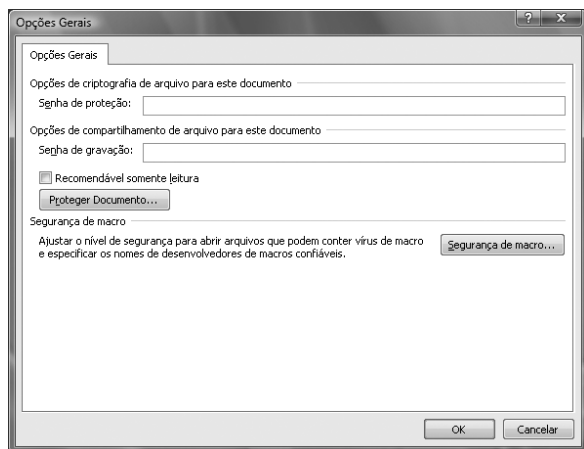 Opções Gerais
Opções Gerais
Opções de criptografia de arquivo para este documento
Senha de proteção:
Opções de compartilhamento de arquivo para este documento
Senha de gravação:
Recomendável somente leitura
Proteger Documento...
Segurança de macro
Ajustar o nível de segurança para abrir arquivos que podem conter vírus de macro
e especificar os nomes de desenvolvedores de macros confiáveis.
Segurança de macro...
OK
Cancelar